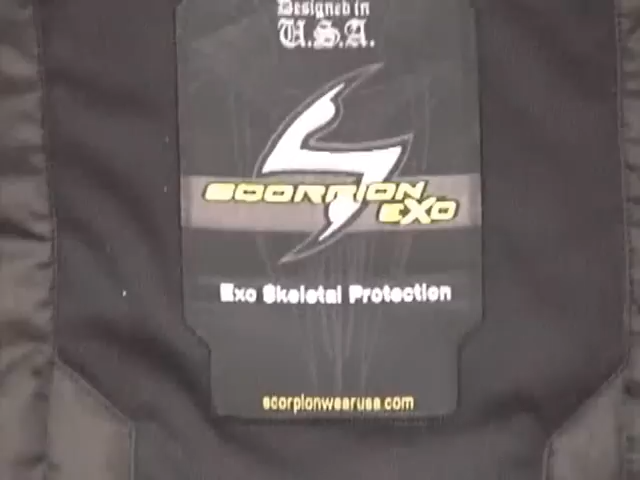 Designed in
U.S.A.
SCORPION
EXO
Exo Skeletal Protection
scorpionwearusa.com